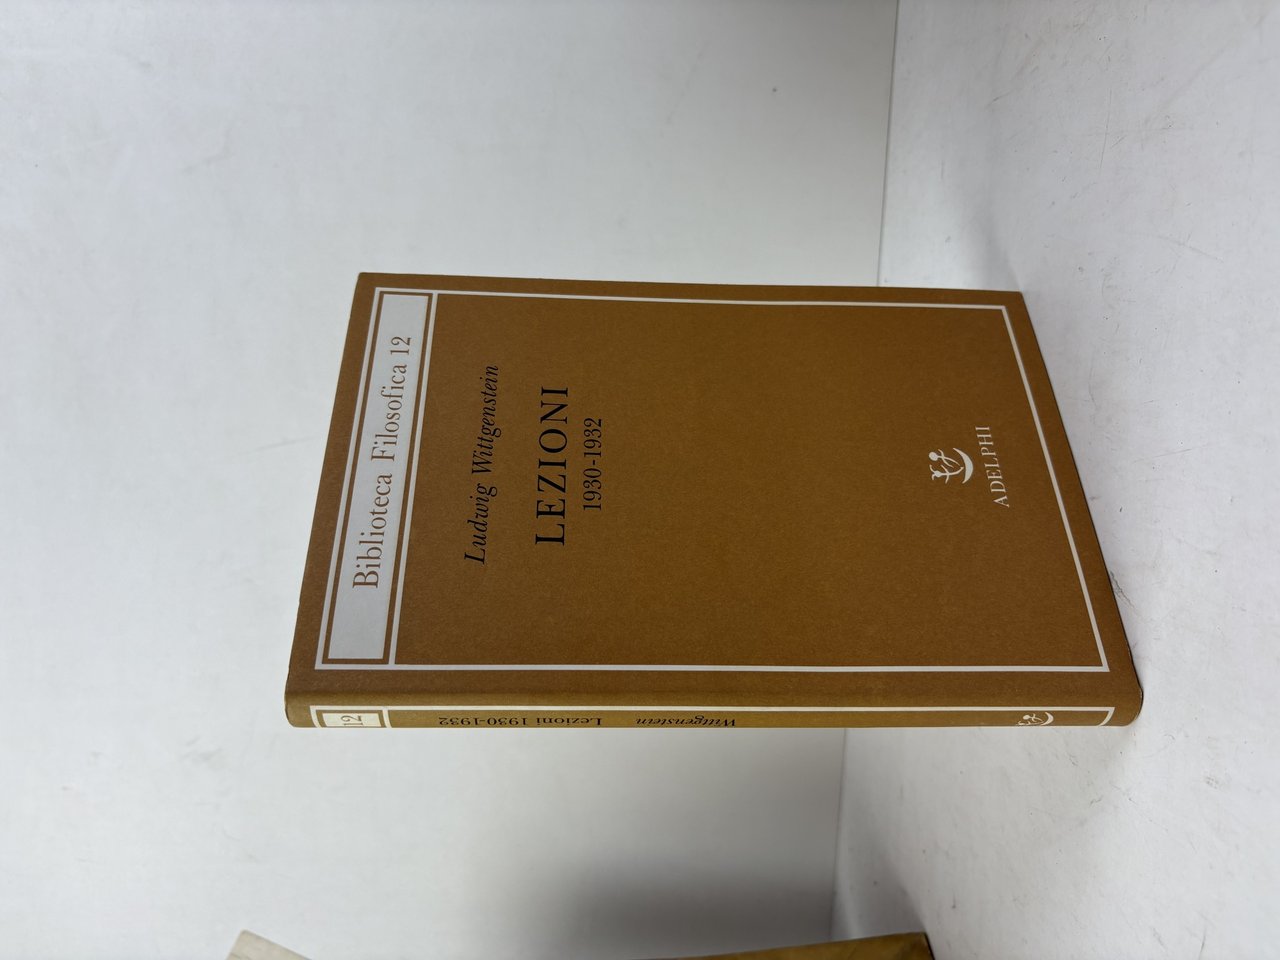 Biblioteca Filosofica 12
Ludwig Wittgenstein
LEZIONI
1930-1932
ADELPHI
12
Wittgenstein Lezioni 1930-1932